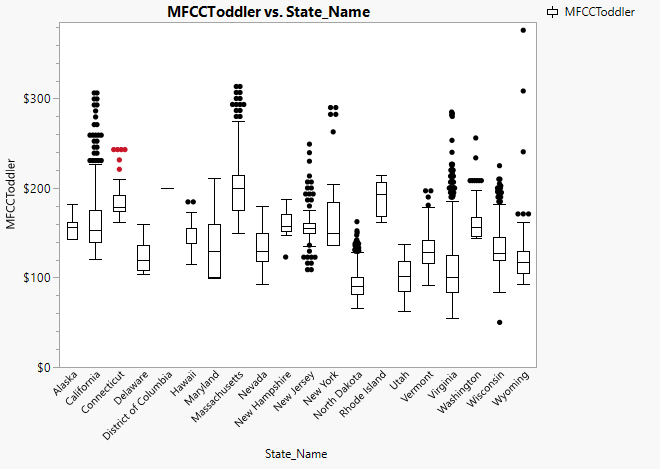 MFCCToddler vs. State_Name
MFCCToddler
MFCCToddler
$300
$200
$100
$0
Alaska
California
Connecticut
Delaware
District of Columbia
Hawaii
Maryland
Massachusetts
Nevada
New Hampshire
New Jersey
New York
North Dakota
Rhode Island
Utah
Vermont
Virginia
Washington
Wisconsin
Wyoming
State_Name